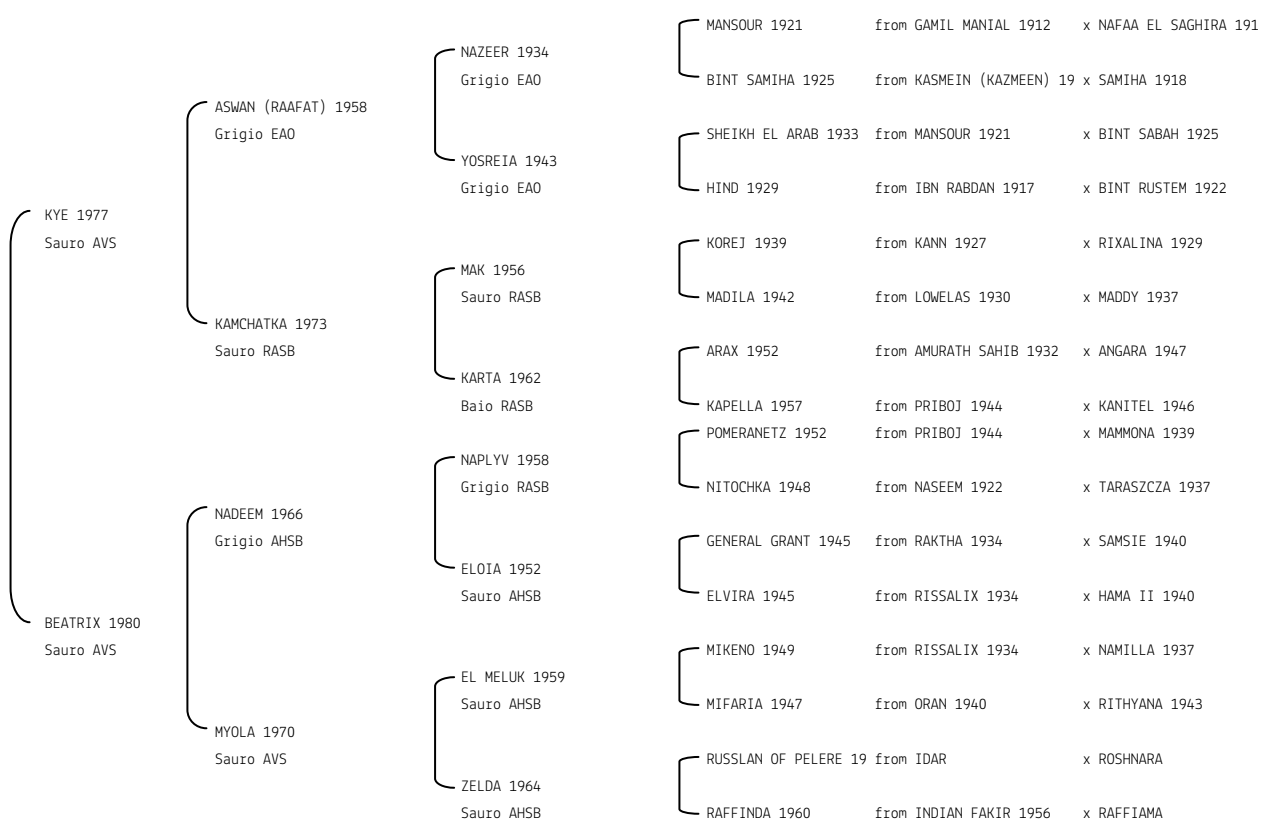 MANSOUR 1921 from GAMIL MANIAL 1912 x NAFAA EL SAGHIRA 191
NAZEER 1934
Grigio EAO BINT SAMIHA 1925 from KASMEIN (KAZMEEN) 19 x SAMIHA 1918
ASWAN (RAAFAT) 1958
Grigio EAO SHEIKH EL ARAB 1933 from MANSOUR 1921 x BINT SABAH 1925
YOSREIA 1943
Grigio EAO HIND 1929 from IBN RABDAN 1917 x BINT RUSTEM 1922
KYE 1977
Sauro AVS KOREJ 1939 from KANN 1927 x RIXALINA 1929
MAK 1956
Sauro RASB MADILA 1942 from LOWELAS 1930 x MADDY 1937
KAMCHATKA 1973
Sauro RASB ARAX 1952 from AMURATH SAHIB 1932 x ANGARA 1947
KARTA 1962
Baio RASB KAPELLA 1957 from PRIBOJ 1944 x KANITEL 1946
POMERANETZ 1952 from PRIBOJ 1944 x MAMMONA 1939
NAPLYV 1958
Grigio RASB NITOCHKA 1948 from NASEEM 1922 x TARASZCZA 1937
NADEEM 1966
Grigio AHSB GENERAL GRANT 1945 from RAKTHA 1934 x SAMSIE 1940
ELOIA 1952
Sauro AHSB ELVIRA 1945 from RISSALIX 1934 x HAMA II 1940
BEATRIX 1980
Sauro AVS MIKENO 1949 from RISSALIX 1934 x NAMILLA 1937
EL MELUK 1959
Sauro AHSB MIFARIA 1947 from ORAN 1940 x RITHYANA 1943
MYOLA 1970
Sauro AVS RUSSLAN OF PELERE 19 from IDAR x ROSHNARA
ZELDA 1964
Sauro AHSB RAFFINDA 1960 from INDIAN FAKIR 1956 x RAFFIAMA